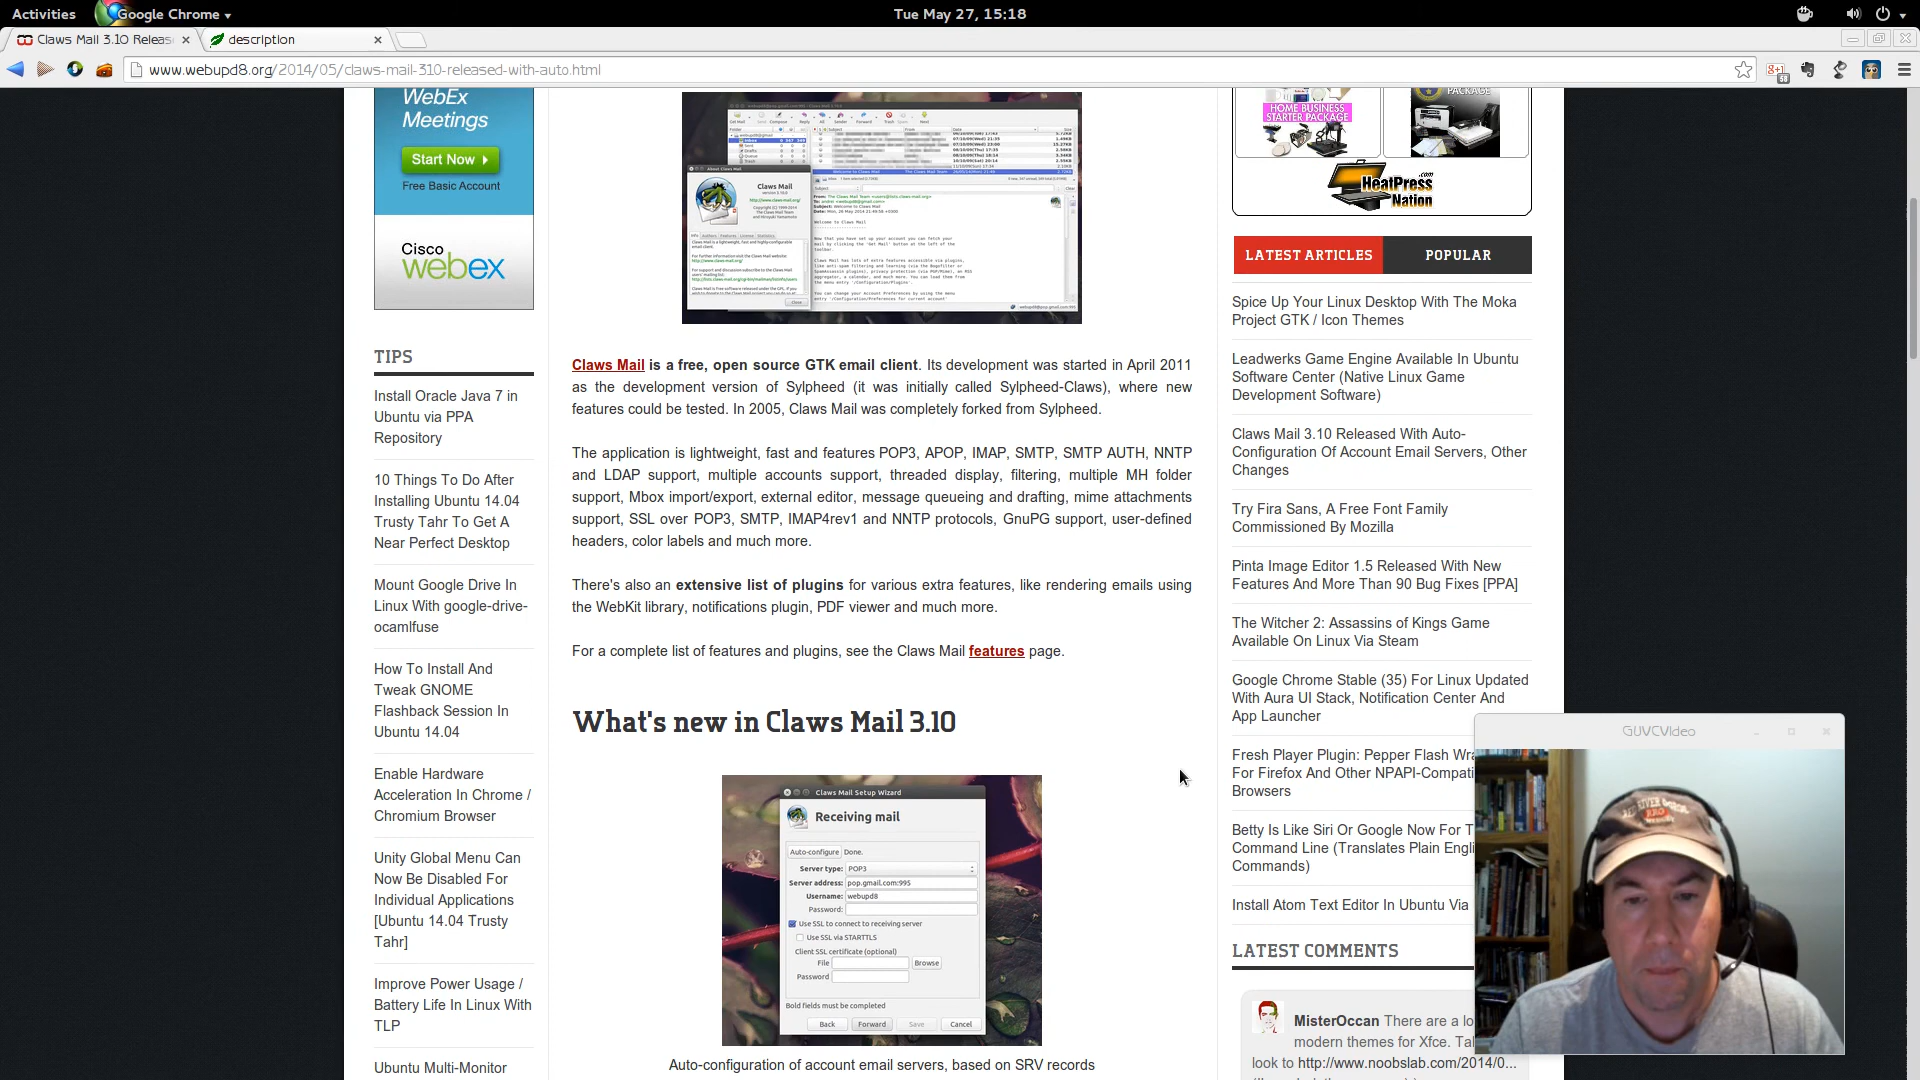 Activities
Google Chrome
Tue May 27, 15:18
Claws Mail 3.10 Releas
description
www.webupd8.org/2014/05/claws-mail-310-released-with-auto.html
WebEx
Meetings
Start Now
Free Basic Account
Cisco
webex
TIPS
Install Oracle Java 7 in
Ubuntu via PPA
Repository
10 Things To Do After
Installing Ubuntu 14.04
Trusty Tahr To Get A
Near Perfect Desktop
Mount Google Drive In
Linux With google-drive-
ocamlfuse
How To Install And
Tweak GNOME
Flashback Session In
Ubuntu 14.04
Enable Hardware
Acceleration In Chrome /
Chromium Browser
Unity Global Menu Can
Now Be Disabled For
Individual Applications
[Ubuntu 14.04 Trusty
Tahr]
Improve Power Usage /
Battery Life In Linux With
TLP
Ubuntu Multi-Monitor
About Claws Mail
Claws Mail
Claws Mail is a free, open source GTK email client. Its development was started in April 2011
as the development version of Sylpheed (it was initially called Sylpheed-Claws), where new
features could be tested. In 2005, Claws Mail was completely forked from Sylpheed.
The application is lightweight, fast and features POP3, APOP, IMAP, SMTP, SMTP AUTH, NNTP
and LDAP support, multiple accounts support, threaded display, filtering, multiple MH folder
support, Mbox import/export, external editor, message queueing and drafting, mime attachments
support, SSL over POP3, SMTP, IMAP4rev1 and NNTP protocols, GnuPG support, user-defined
headers, color labels and much more.
There's also an extensive list of plugins for various extra features, like rendering emails using
the WebKit library, notifications plugin, PDF viewer and much more.
For a complete list of features and plugins, see the Claws Mail features page.
What's new in Claws Mail 3.10
Claws Mail Setup Wizard
Receiving mail
Auto-configure Done.
Server type: POP3
Server address: pop.gmail.com:995
Username: webupd8
Password:
Use SSL to connect to receiving server
Use SSL via STARTTLS
Client SSL certificate (optional)
File Browse
Password
Bold fields must be completed
Back Forward Save Cancel
Auto-configuration of account email servers, based on SRV records
HOME BUSINESS
STARTER PACKAGE
PACKAGE
HeatPress
.com
Nation
LATEST ARTICLES POPULAR
Spice Up Your Linux Desktop With The Moka
Project GTK / Icon Themes
Leadwerks Game Engine Available In Ubuntu
Software Center (Native Linux Game
Development Software)
Claws Mail 3.10 Released With Auto-
Configuration Of Account Email Servers, Other
Changes
Try Fira Sans, A Free Font Family
Commissioned By Mozilla
Pinta Image Editor 1.5 Released With New
Features And More Than 90 Bug Fixes [PPA]
The Witcher 2: Assassins of Kings Game
Available On Linux Via Steam
Google Chrome Stable (35) For Linux Updated
With Aura UI Stack, Notification Center And
App Launcher
Fresh Player Plugin: Pepper Flash Wra
For Firefox And Other NPAPI-Compati
Browsers
Betty Is Like Siri Or Google Now For T
Command Line (Translates Plain Engli
Commands)
Install Atom Text Editor In Ubuntu Via
LATEST COMMENTS
MisterOccan There are a lo
modern themes for Xfce. Tal
look to http://www.noobslab.com/2014/0...
GUVCVideo